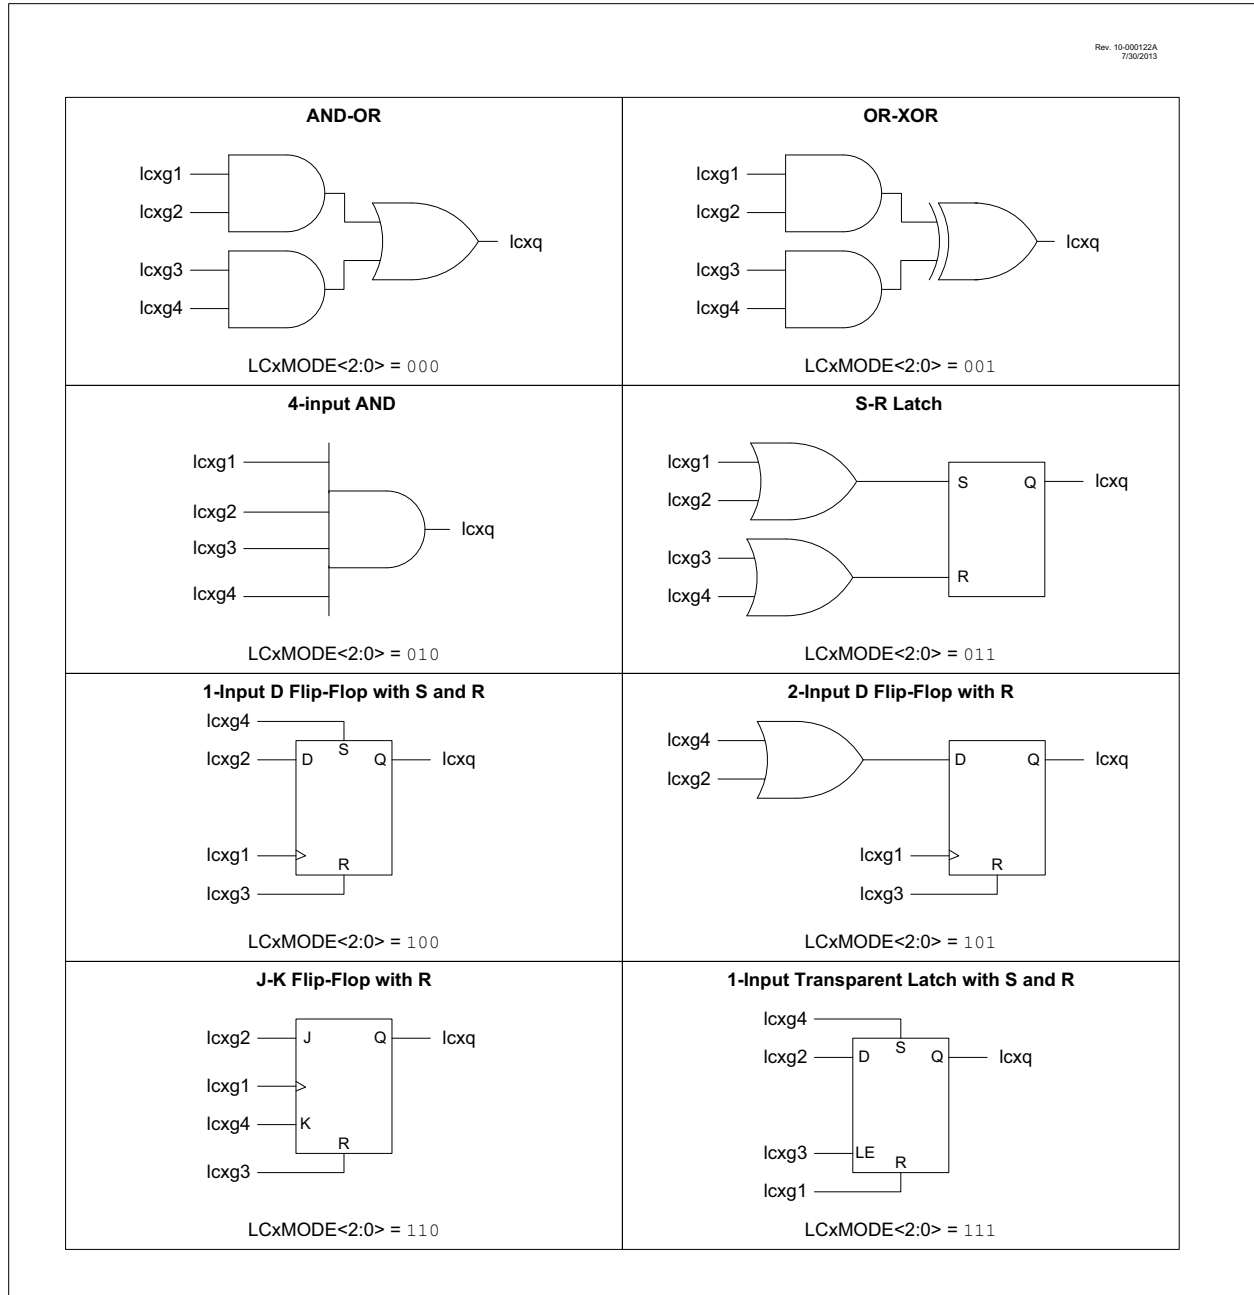 Rev. 10-000122A
7/30/2013
AND-OR
lcxg1
lcxg2
lcxg3
lcxg4
lcxq
LCxMODE<2:0> = 000
OR-XOR
lcxg1
lcxg2
lcxg3
lcxg4
lcxq
LCxMODE<2:0> = 001
4-input AND
lcxg1
lcxg2
lcxg3
lcxg4
lcxq
LCxMODE<2:0> = 010
S-R Latch
lcxg1
lcxg2
lcxg3
lcxg4
S
Q
R
lcxq
LCxMODE<2:0> = 011
1-Input D Flip-Flop with S and R
lcxg4
S
lcxg2
D
Q
lcxq
lcxg1
R
lcxg3
LCxMODE<2:0> = 100
2-Input D Flip-Flop with R
lcxg4
lcxg2
D
Q
lcxq
lcxg1
R
lcxg3
LCxMODE<2:0> = 101
J-K Flip-Flop with R
lcxg2
J
Q
lcxq
lcxg1
lcxg4
K
R
lcxg3
LCxMODE<2:0> = 110
1-Input Transparent Latch with S and R
lcxg4
S
lcxg2
D
Q
lcxq
lcxg3
LE
R
lcxg1
LCxMODE<2:0> = 111